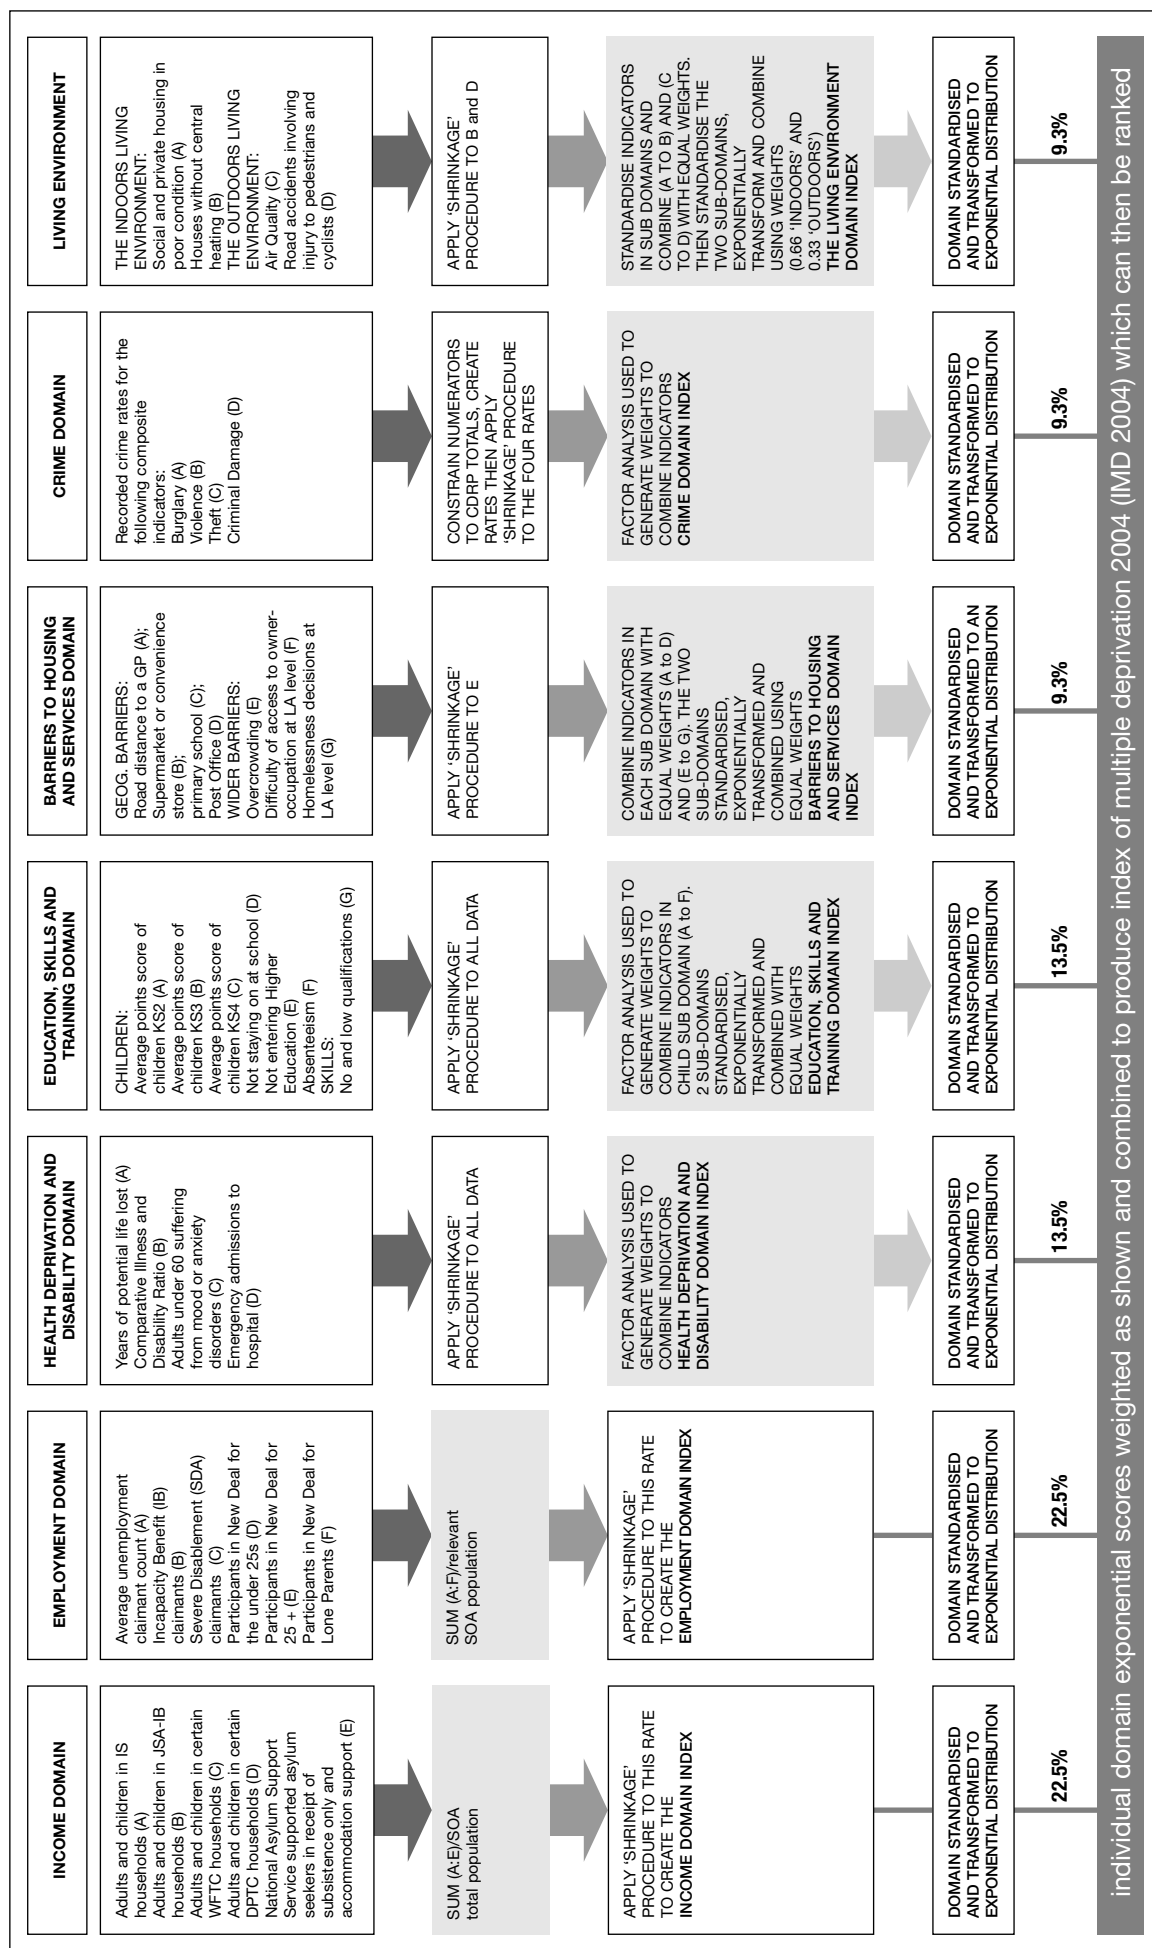 INCOME DOMAIN
Adults and children in IS
households (A)
Adults and children in JSA-IB
households (B)
Adults and children in certain
WFTC households (C)
Adults and children in certain
DPTC households (D)
National Asylum Support
Service supported asylum
seekers in receipt of
subsistence only and
accommodation support (E)
SUM (A:E)/SOA
total population
APPLY ‘SHRINKAGE’
PROCEDURE TO THIS RATE
TO CREATE THE
INCOME DOMAIN INDEX
DOMAIN STANDARDISED
AND TRANSFORMED TO
EXPONENTIAL DISTRIBUTION
22.5%
EMPLOYMENT DOMAIN
Average unemployment
claimant count (A)
Incapacity Benefit (IB)
claimants (B)
Severe Disablement (SDA)
claimants (C)
Participants in New Deal for
the under 25s (D)
Participants in New Deal for
25 + (E)
Participants in New Deal for
Lone Parents (F)
SUM (A:F)/relevant
SOA population
APPLY ‘SHRINKAGE’
PROCEDURE TO THIS RATE
TO CREATE THE
EMPLOYMENT DOMAIN INDEX
DOMAIN STANDARDISED
AND TRANSFORMED TO
EXPONENTIAL DISTRIBUTION
22.5%
HEALTH DEPRIVATION AND
DISABILITY DOMAIN
Years of potential life lost (A)
Comparative Illness and
Disability Ratio (B)
Adults under 60 suffering
from mood or anxiety
disorders (C)
Emergency admissions to
hospital (D)
APPLY ‘SHRINKAGE’
PROCEDURE TO ALL DATA
FACTOR ANALYSIS USED TO
GENERATE WEIGHTS TO
COMBINE INDICATORS
HEALTH DEPRIVATION AND
DISABILITY DOMAIN INDEX
DOMAIN STANDARDISED
AND TRANSFORMED TO
EXPONENTIAL DISTRIBUTION
13.5%
EDUCATION, SKILLS AND
TRAINING DOMAIN
CHILDREN:
Average points score of
children KS2 (A)
Average points score of
children KS3 (B)
Average points score of
children KS4 (C)
Not staying on at school (D)
Not entering Higher
Education (E)
Absenteeism (F)
SKILLS:
No and low qualifications (G)
APPLY ‘SHRINKAGE’
PROCEDURE TO ALL DATA
FACTOR ANALYSIS USED TO
GENERATE WEIGHTS TO
COMBINE INDICATORS IN
CHILD SUB DOMAIN (A to F).
2 SUB-DOMAINS
STANDARDISED,
EXPONENTIALLY
TRANSFORMED AND
COMBINED WITH
EQUAL WEIGHTS
EDUCATION, SKILLS AND
TRAINING DOMAIN INDEX
DOMAIN STANDARDISED
AND TRANSFORMED TO
EXPONENTIAL DISTRIBUTION
13.5%
BARRIERS TO HOUSING
AND SERVICES DOMAIN
GEOG. BARRIERS:
Road distance to a GP (A);
Supermarket or convenience
store (B);
primary school (C);
Post Office (D)
WIDER BARRIERS:
Overcrowding (E)
Difficulty of access to owner-
occupation at LA level (F)
Homelessness decisions at
LA level (G)
APPLY ‘SHRINKAGE’
PROCEDURE TO E
COMBINE INDICATORS IN
EACH SUB DOMAIN WITH
EQUAL WEIGHTS (A to D)
AND (E to G). THE TWO
SUB-DOMAINS
STANDARDISED,
EXPONENTIALLY
TRANSFORMED AND
COMBINED USING
EQUAL WEIGHTS
BARRIERS TO HOUSING
AND SERVICES DOMAIN
INDEX
DOMAIN STANDARDISED
AND TRANSFORMED TO AN
EXPONENTIAL DISTRIBUTION
9.3%
CRIME DOMAIN
Recorded crime rates for the
following composite
indicators:
Burglary (A)
Violence (B)
Theft (C)
Criminal Damage (D)
CONSTRAIN NUMERATORS
TO CDRP TOTALS, CREATE
RATES THEN APPLY
‘SHRINKAGE’ PROCEDURE
TO THE FOUR RATES
FACTOR ANALYSIS USED TO
GENERATE WEIGHTS TO
COMBINE INDICATORS
CRIME DOMAIN INDEX
DOMAIN STANDARDISED
AND TRANSFORMED TO
EXPONENTIAL DISTRIBUTION
9.3%
LIVING ENVIRONMENT
THE INDOORS LIVING
ENVIRONMENT:
Social and private housing in
poor condition (A)
Houses without central
heating (B)
THE OUTDOORS LIVING
ENVIRONMENT:
Air Quality (C)
Road accidents involving
injury to pedestrians and
cyclists (D)
APPLY ‘SHRINKAGE’
PROCEDURE TO B and D
STANDARDISE INDICATORS
IN SUB DOMAINS AND
COMBINE (A TO B) AND (C
TO D) WITH EQUAL WEIGHTS.
THEN STANDARDISE THE
TWO SUB-DOMAINS,
EXPONENTIALLY
TRANSFORM AND COMBINE
USING WEIGHTS
(0.66 ‘INDOORS’ AND
0.33 ‘OUTDOORS’)
THE LIVING ENVIRONMENT
DOMAIN INDEX
DOMAIN STANDARDISED
AND TRANSFORMED TO
EXPONENTIAL DISTRIBUTION
9.3%
individual domain exponential scores weighted as shown and combined to produce index of multiple deprivation 2004 (IMD 2004) which can then be ranked